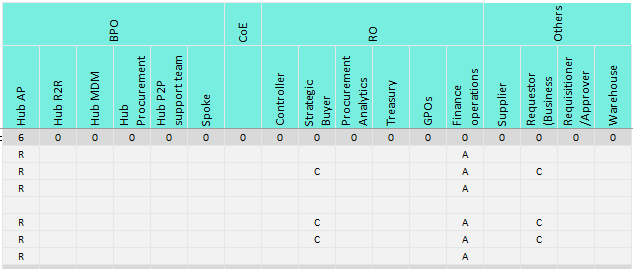 BPO
CoE
RO
Others
Hub AP
Hub R2R
Hub MDM
Hub
Procurement
Hub P2P
support team
Spoke
Controller
Strategic
Buyer
Procurement
Analytics
Treasury
GPOs
Finance
operations
Supplier
Requestor
(Business
Requisitioner
/Approver
Warehouse
6 0 0 0 0 0 0 0 0 0 0 0 0 0 0 0 0
R A
R C A C
R A
R C A C
R C A C
R A